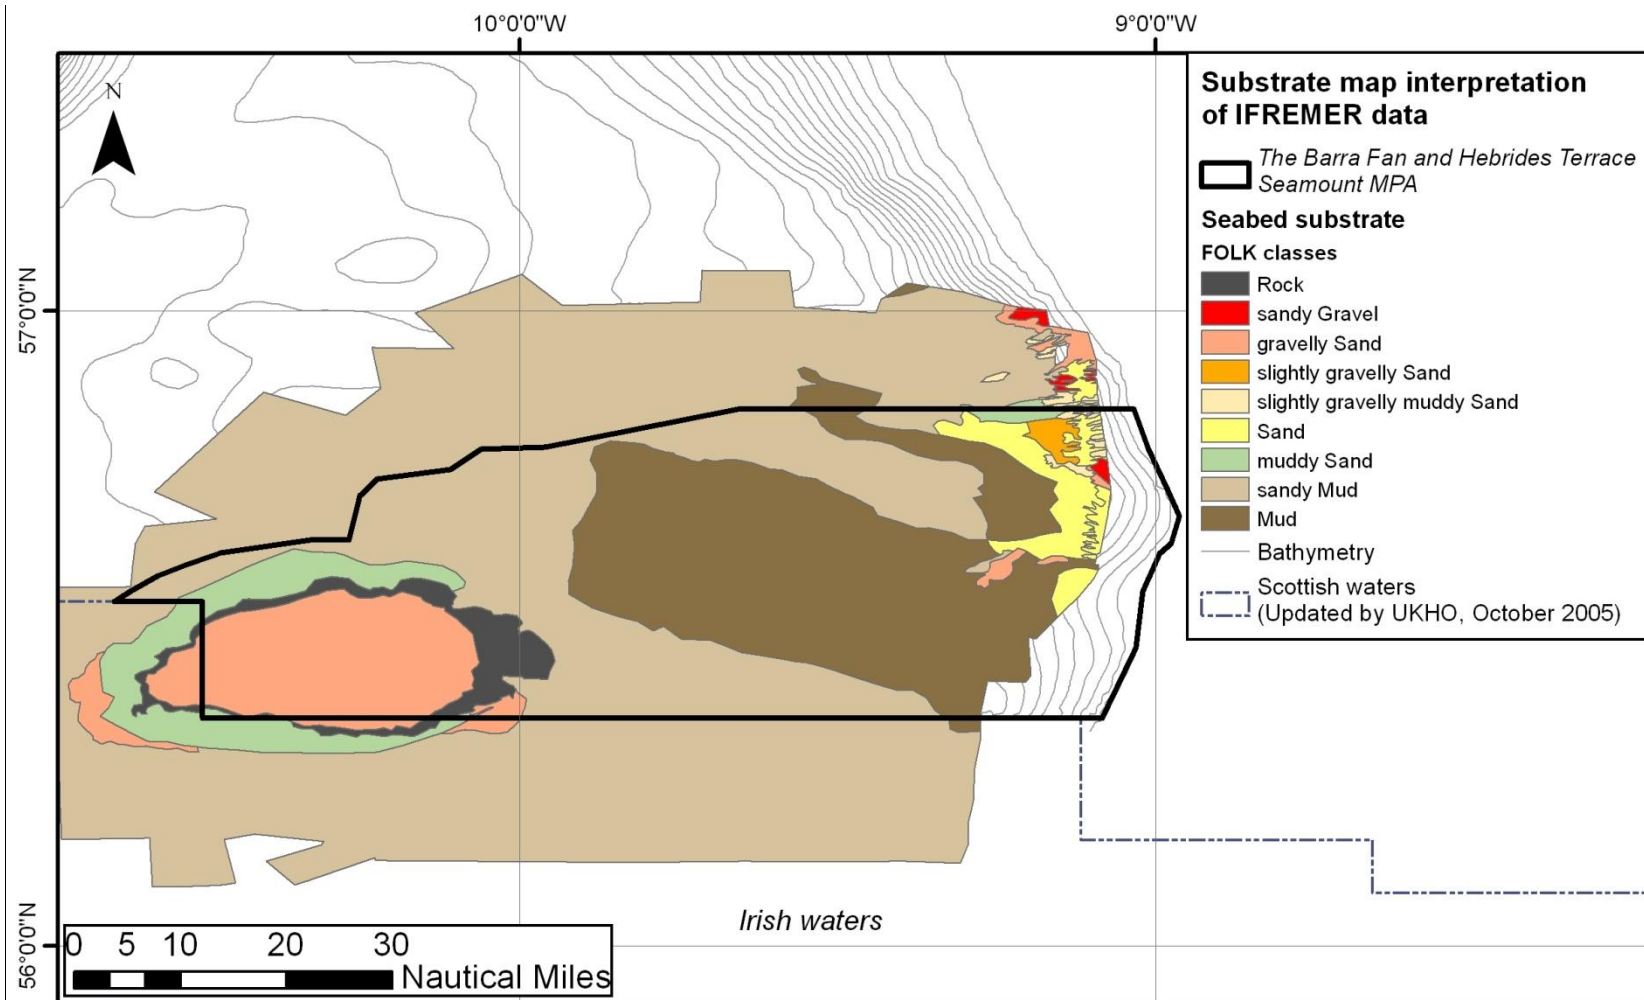 10°0'0"W
9°0'0"W
N
57°0'0"N
56°0'0"N
Substrate map interpretation
of IFREMER data
The Barra Fan and Hebrides Terrace
Seamount MPA
Seabed substrate
FOLK classes
Rock
sandy Gravel
gravelly Sand
slightly gravelly Sand
slightly gravelly muddy Sand
Sand
muddy Sand
sandy Mud
Mud
Bathymetry
Scottish waters
(Updated by UKHO, October 2005)
Irish waters
0 5 10 20 30
Nautical Miles